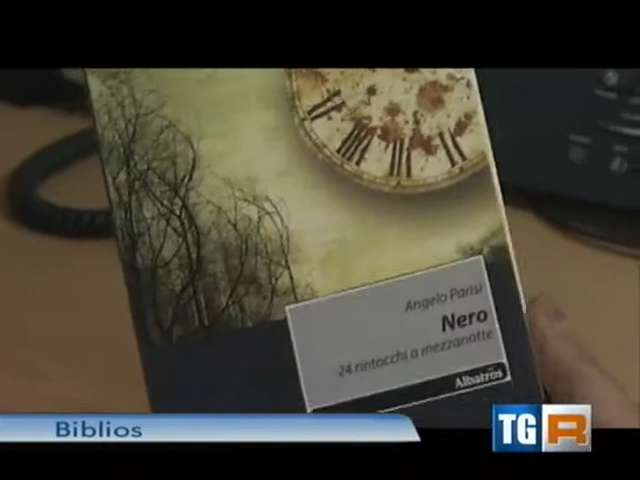 Angelo Parisi
Nero
24 rintocchi a mezzanotte
Albatros
Biblios
TGR